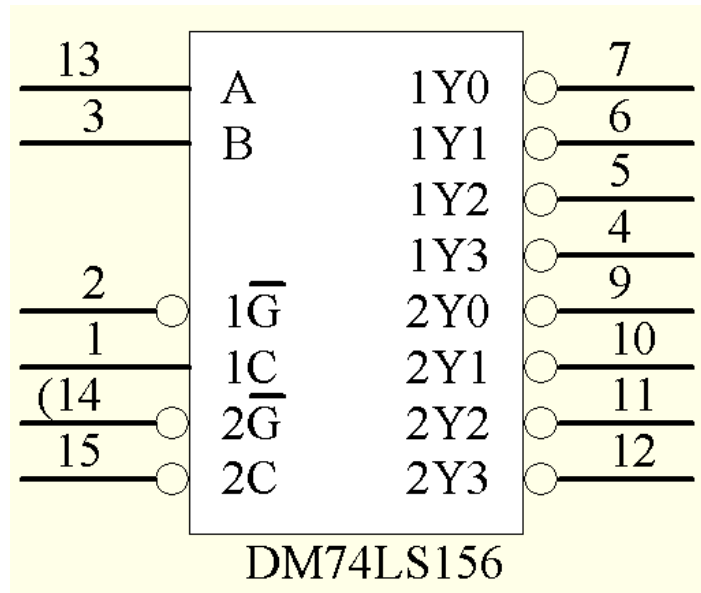 13 A 1Y0 7
3 B 1Y1 6
1Y2 5
1Y3 4
2 1G̅ 2Y0 9
1 1C 2Y1 10
(14 2G̅ 2Y2 11
15 2C 2Y3 12
DM74LS156